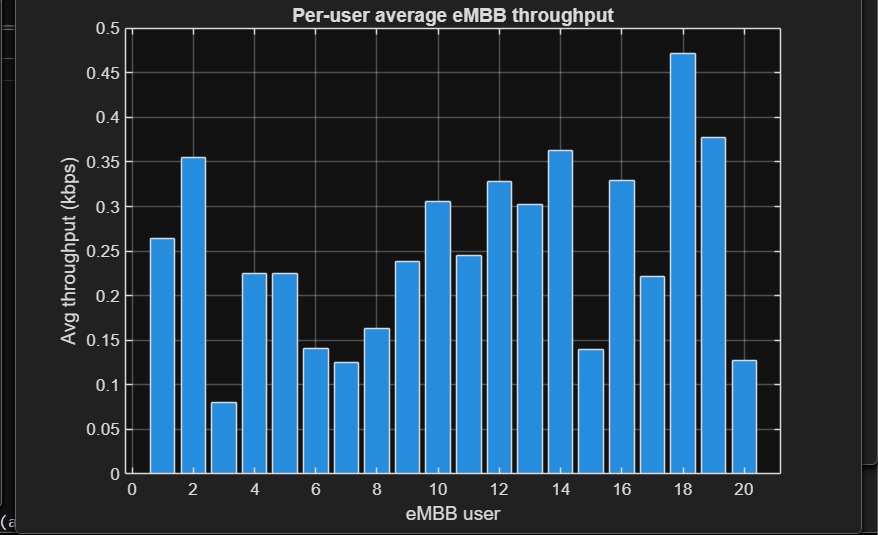 Per-user average eMBB throughput
0.5
0.45
0.4
0.35
0.3
0.25
0.2
0.15
0.1
0.05
0
Avg throughput (kbps)
0 2 4 6 8 10 12 14 16 18 20
eMBB user
(a